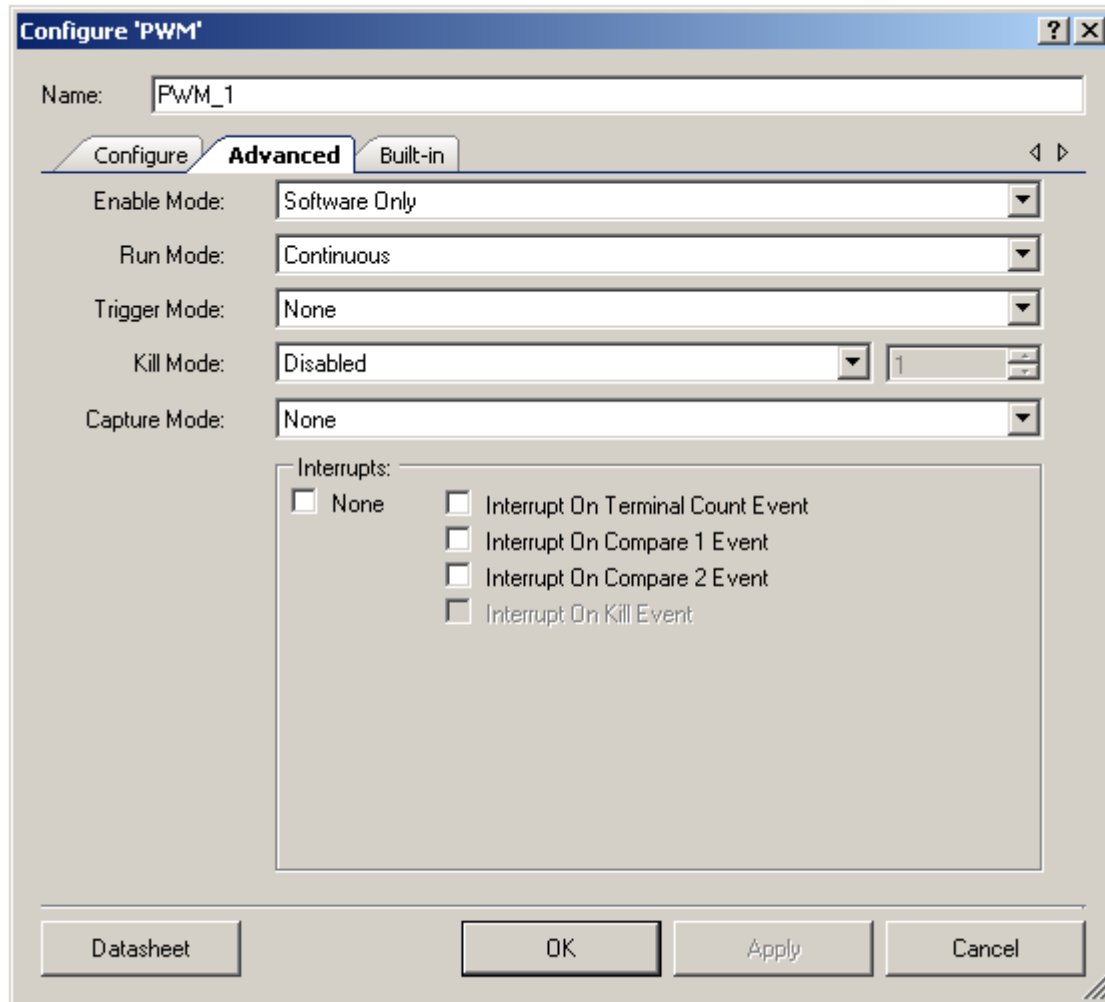 Configure 'PWM'
Name: PWM_1
Configure Advanced Built-in
Enable Mode: Software Only
Run Mode: Continuous
Trigger Mode: None
Kill Mode: Disabled 1
Capture Mode: None
Interrupts:
None Interrupt On Terminal Count Event
Interrupt On Compare 1 Event
Interrupt On Compare 2 Event
Interrupt On Kill Event
Datasheet OK Apply Cancel